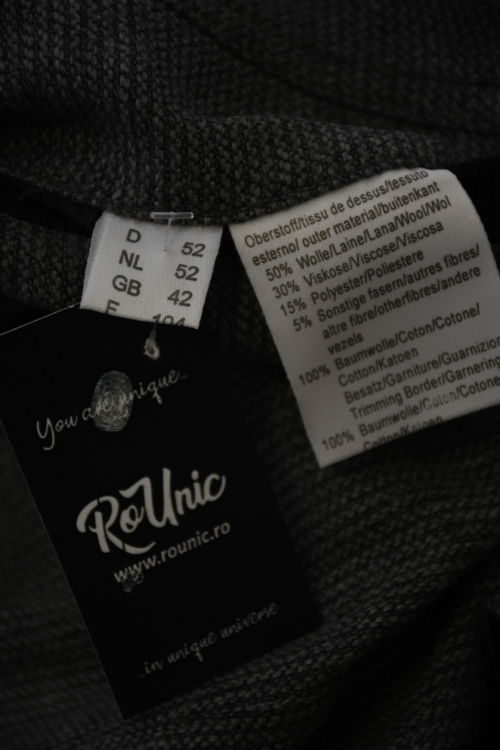 D 52
NL 52
GB 42
F 104
Oberstoff/tissu de dessus/tessuto
esterno/ outer material/buitenkant
50% Wolle/Laine/Lana/Wool/Wol
30% Viskose/Viscose/Viscosa
15% Polyester/Poliestere
5% Sonstige fasern/autres fibres/
altre fibre/otherfibres/andere
vezels
100% Baumwolle/Coton/Cotone/
Cotton/Katoen
Besatz/Garniture/Guarnizion
Trimming Border/Garnering
100% Baumwolle/Coton/Cotone
Cotton/Katoen
You are unique...
RoUnic
www.rounic.ro
...in unique universe